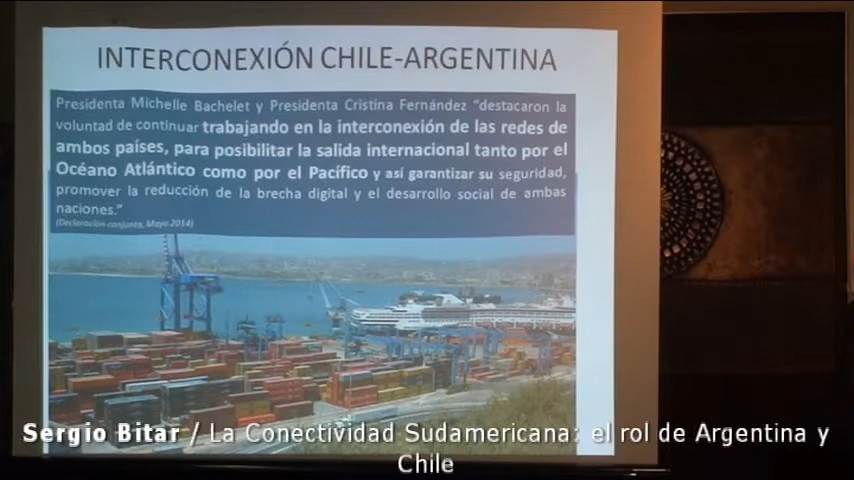 INTERCONEXIÓN CHILE-ARGENTINA
Presidenta Michelle Bachelet y Presidenta Cristina Fernández "destacaron la
voluntad de continuar trabajando en la interconexión de las redes de
ambos países, para posibilitar la salida internacional tanto por el
Océano Atlántico como por el Pacífico y así garantizar su seguridad,
promover la reducción de la brecha digital y el desarrollo social de ambas
naciones."
(Declaración conjunta, Mayo 2014)
Sergio Bitar / La Conectividad Sudamericana: el rol de Argentina y
Chile